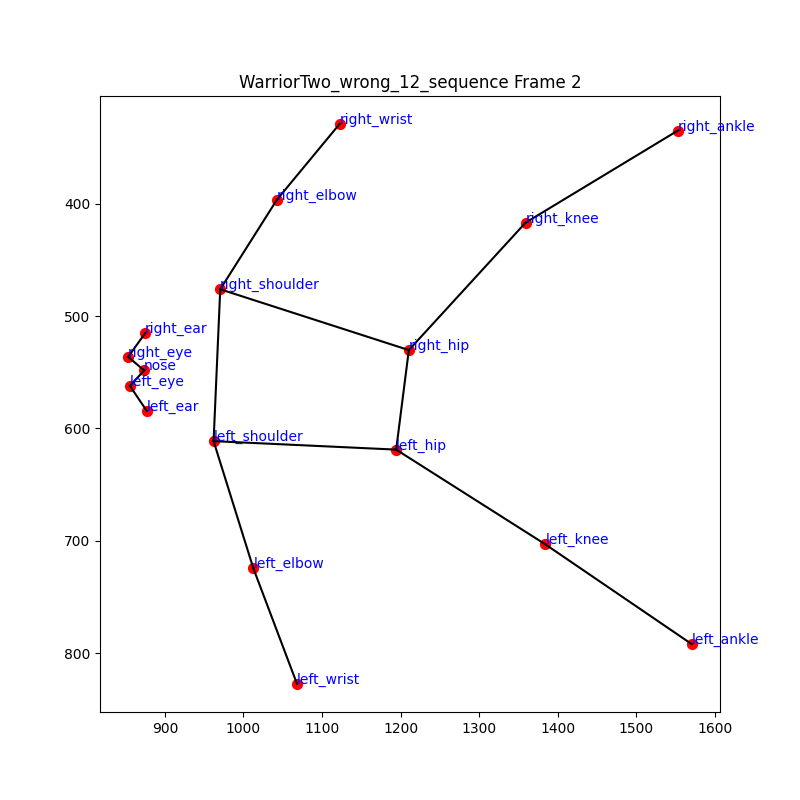 WarriorTwo_wrong_12_sequence Frame 2
right_wrist
right_ankle
right_elbow
right_knee
right_shoulder
right_ear
right_hip
right_eye
nose
left_eye
left_ear
left_shoulder
left_hip
left_knee
left_elbow
left_ankle
left_wrist
400
500
600
700
800
900 1000 1100 1200 1300 1400 1500 1600